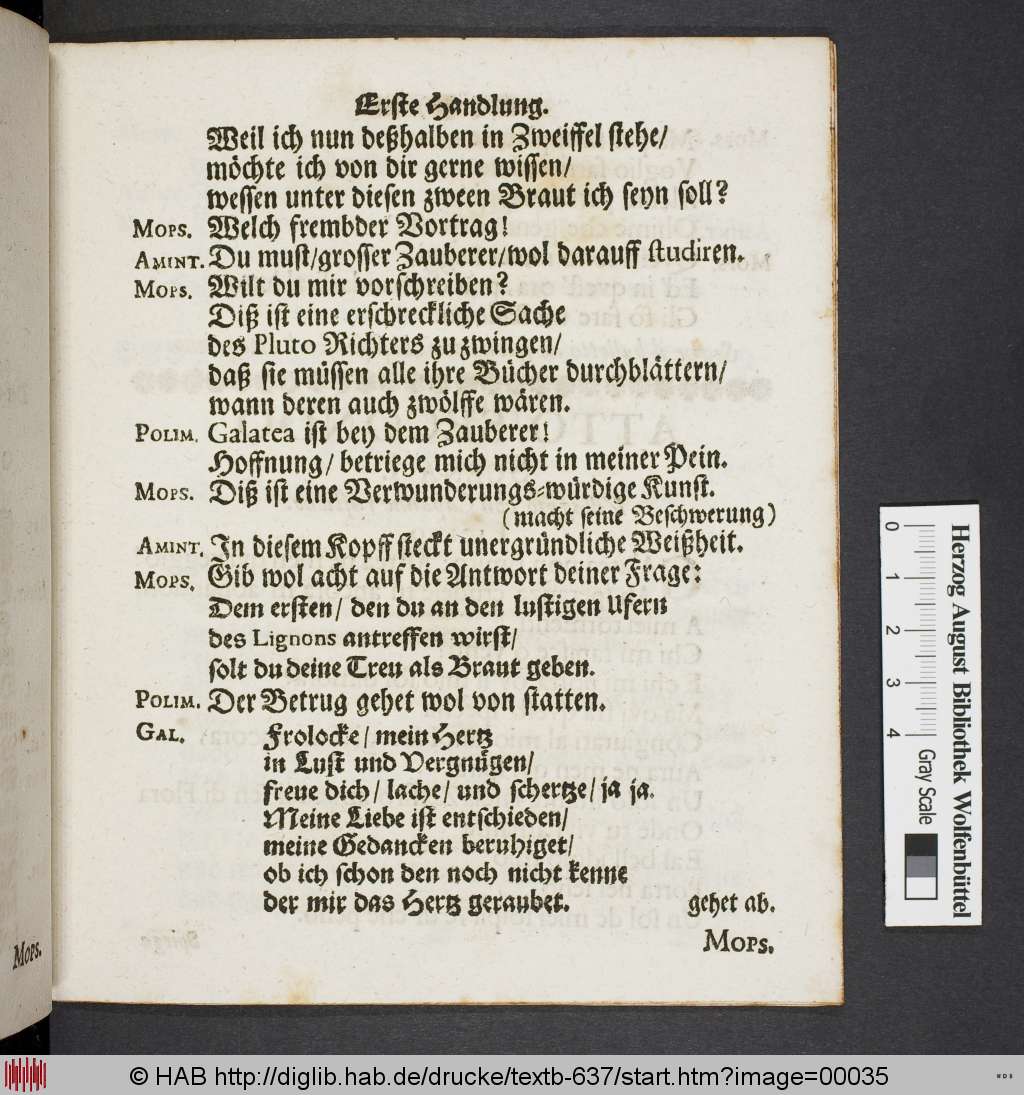 Erste Handlung.
Weil ich nun deßhalben in Zweiffel stehe/
möchte ich von dir gerne wissen/
wessen unter diesen zween Braut ich seyn soll?
Mops. Welch frembder Vortrag!
Amint. Du must/grosser Zauberer/wol darauff studiren.
Mops. Wilt du mir vorschreiben?
Diß ist eine erschreckliche Sache
des Pluto Richters zu zwingen/
daß sie müssen alle ihre Bücher durchblättern/
wann deren auch zwölffe wären.
Polim. Galatea ist bey dem Zauberer!
Hoffnung/ betriege mich nicht in meiner Pein.
Mops. Diß ist eine Verwunderungs-würdige Kunst.
(macht seine Beschwerung)
Amint. In diesem Kopff steckt unergründliche Weißheit.
Mops. Gib wol acht auf die Antwort deiner Frage:
Dem ersten/ den du an den lustigen Ufern
des Lignons antreffen wirst/
solt du deine Treu als Braut geben.
Polim. Der Betrug gehet wol von statten.
Gal. Frolocke/ mein Hertz
in Lust und Vergnügen/
freue dich/ lache/ und schertze/ ja ja.
Meine Liebe ist entschieden/
meine Gedancken beruhiget/
ob ich schon den noch nicht kenne
der mir das Hertz geraubet. gehet ab.
Mops.
Mops.
Herzog August Bibliothek Wolfenbüttel
0 1 2 3 4 Gray Scale
© HAB http://diglib.hab.de/drucke/textb-637/start.htm?image=00035
WDB